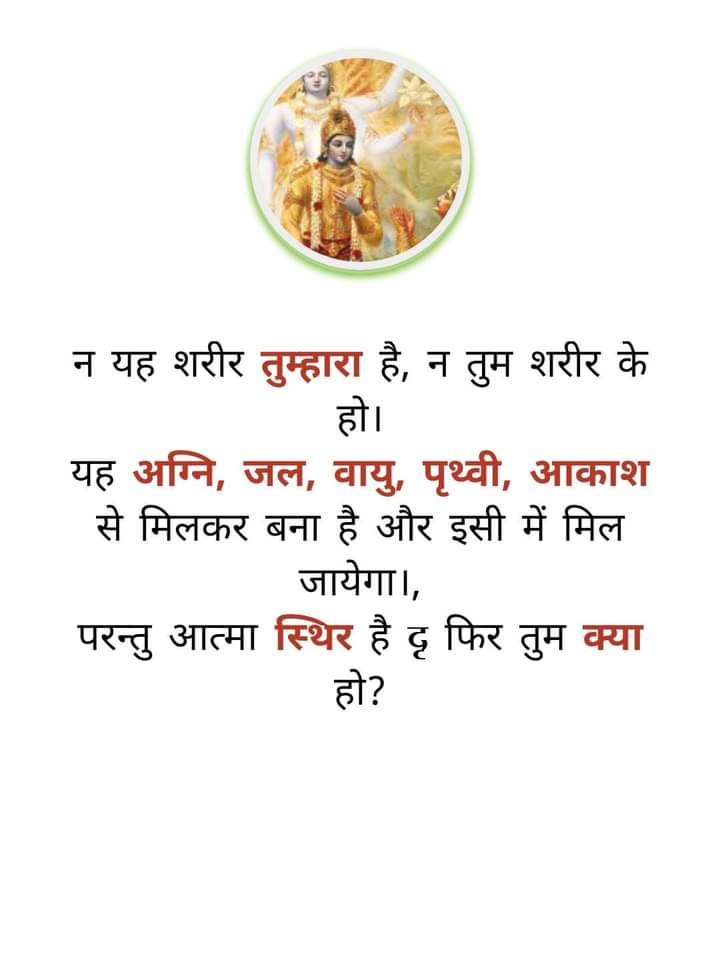 न यह शरीर तुम्हारा है, न तुम शरीर के
हो।
यह अग्नि, जल, वायु, पृथ्वी, आकाश
से मिलकर बना है और इसी में मिल
जायेगा।,
परन्तु आत्मा स्थिर है दृ फिर तुम क्या
हो?